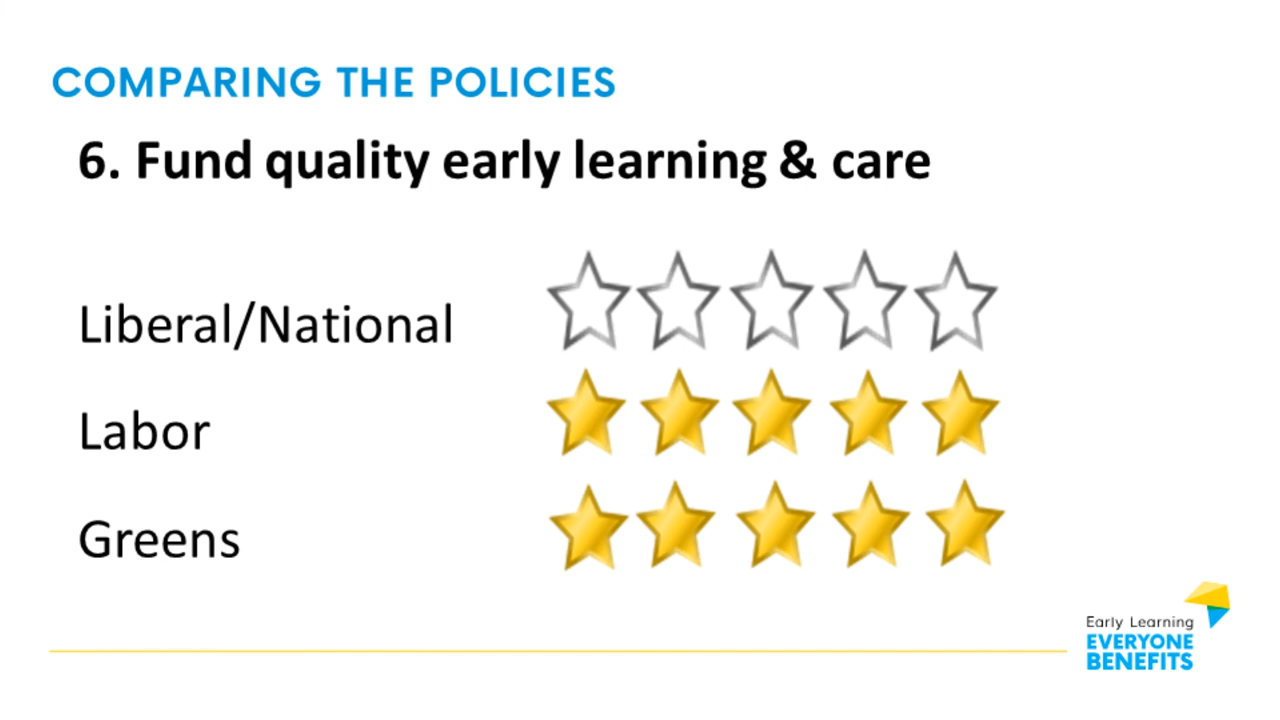 COMPARING THE POLICIES
6. Fund quality early learning & care
Liberal/National
Labor
Greens
Early Learning
EVERYONE
BENEFITS